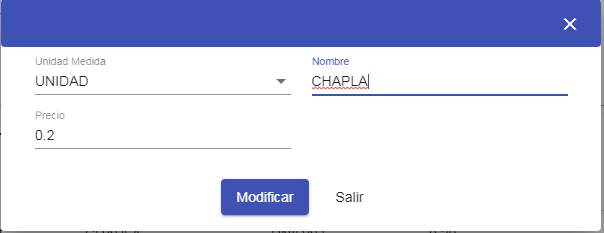 Unidad Medida
Nombre
UNIDAD
CHAPLA
Precio
0.2
Modificar
Salir